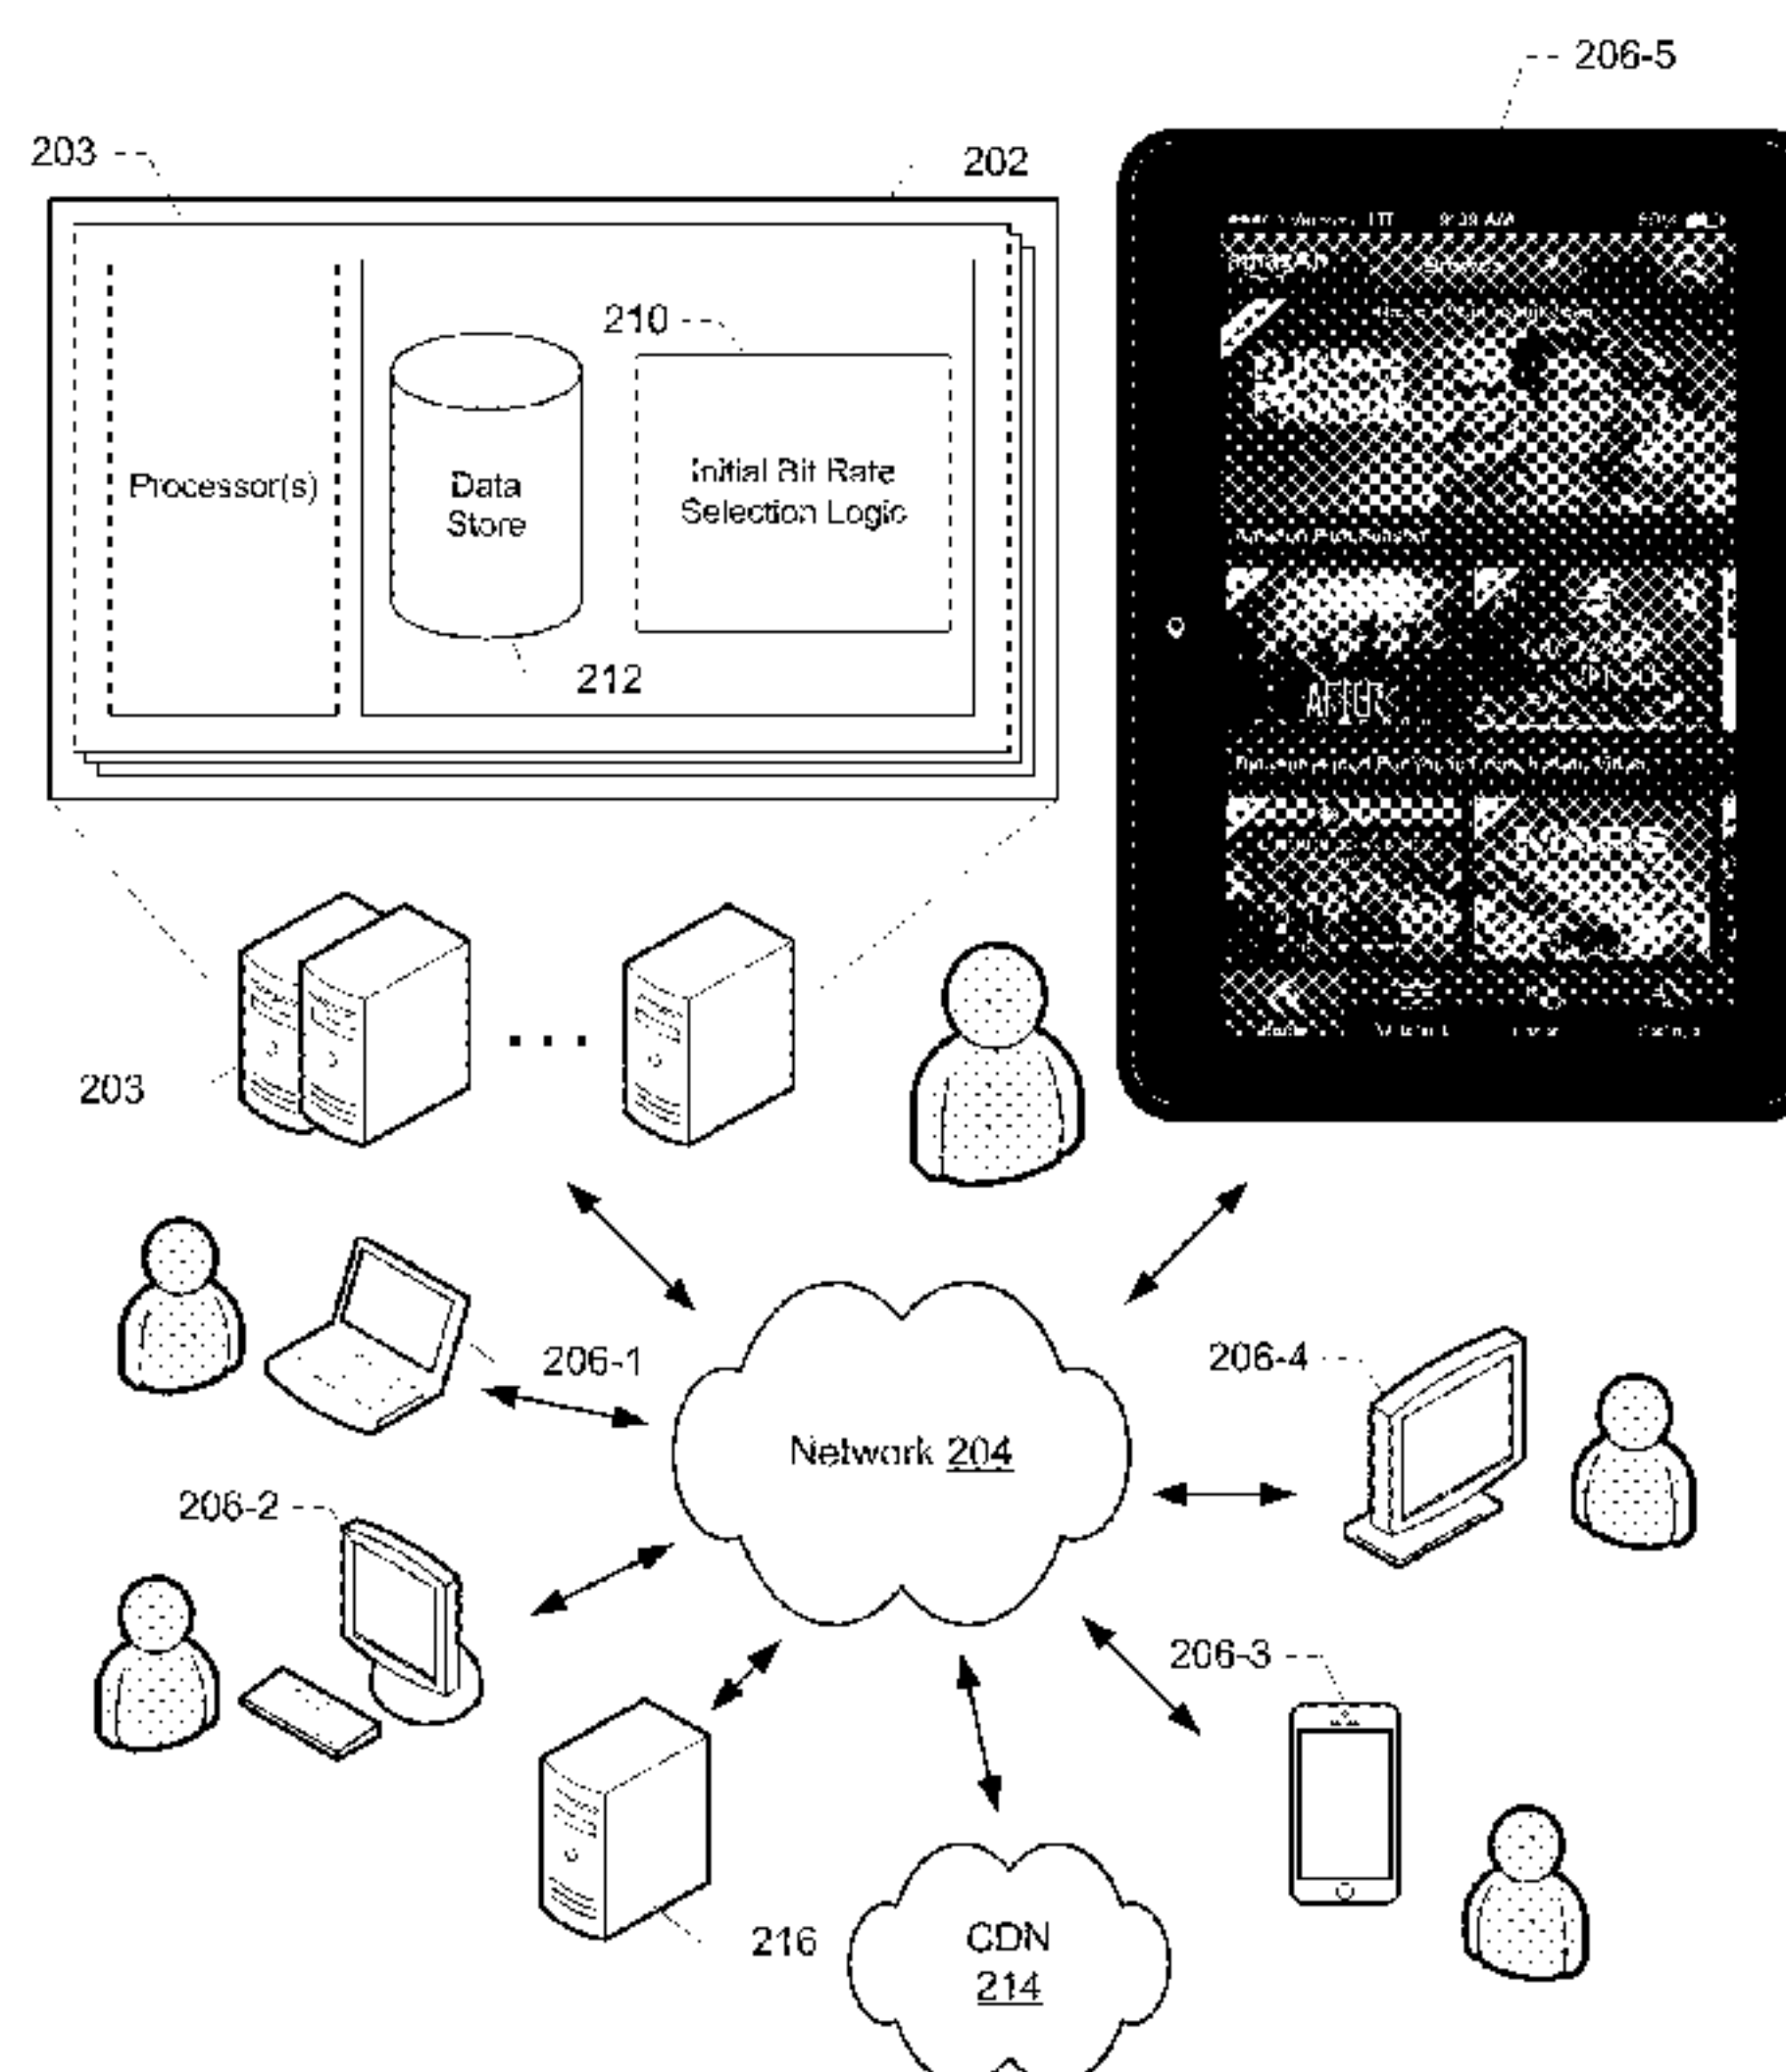 206-5
203
202
210
Processor(s)
Data
Store
Initial Bit Rate
Selection Logic
212
203
206-1
206-4
Network 204
206-2
206-3
216
CDN
214